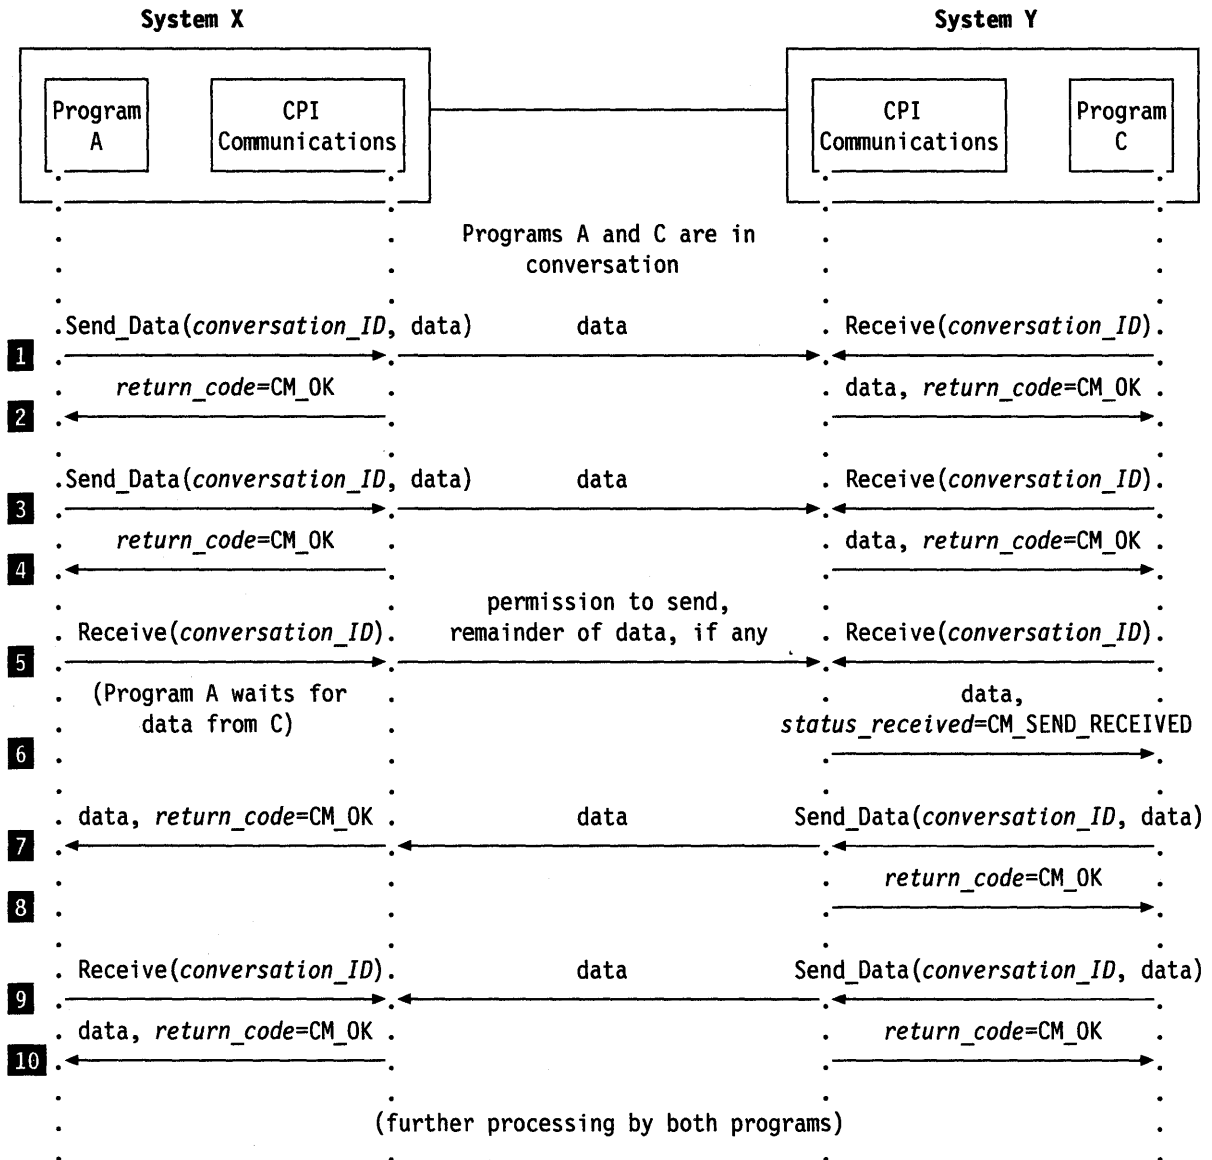 System X System Y
Program A CPI Communications CPI Communications Program C
Programs A and C are in
conversation
Send_Data(conversation_ID, data) data Receive(conversation_ID)
1
return_code=CM_OK data, return_code=CM_OK
2
Send_Data(conversation_ID, data) data Receive(conversation_ID)
3
return_code=CM_OK data, return_code=CM_OK
4
permission to send,
Receive(conversation_ID) remainder of data, if any Receive(conversation_ID)
5
(Program A waits for data,
data from C) status_received=CM_SEND_RECEIVED
6
data, return_code=CM_OK data Send_Data(conversation_ID, data)
7
return_code=CM_OK
8
Receive(conversation_ID) data Send_Data(conversation_ID, data)
9
data, return_code=CM_OK return_code=CM_OK
10
(further processing by both programs)